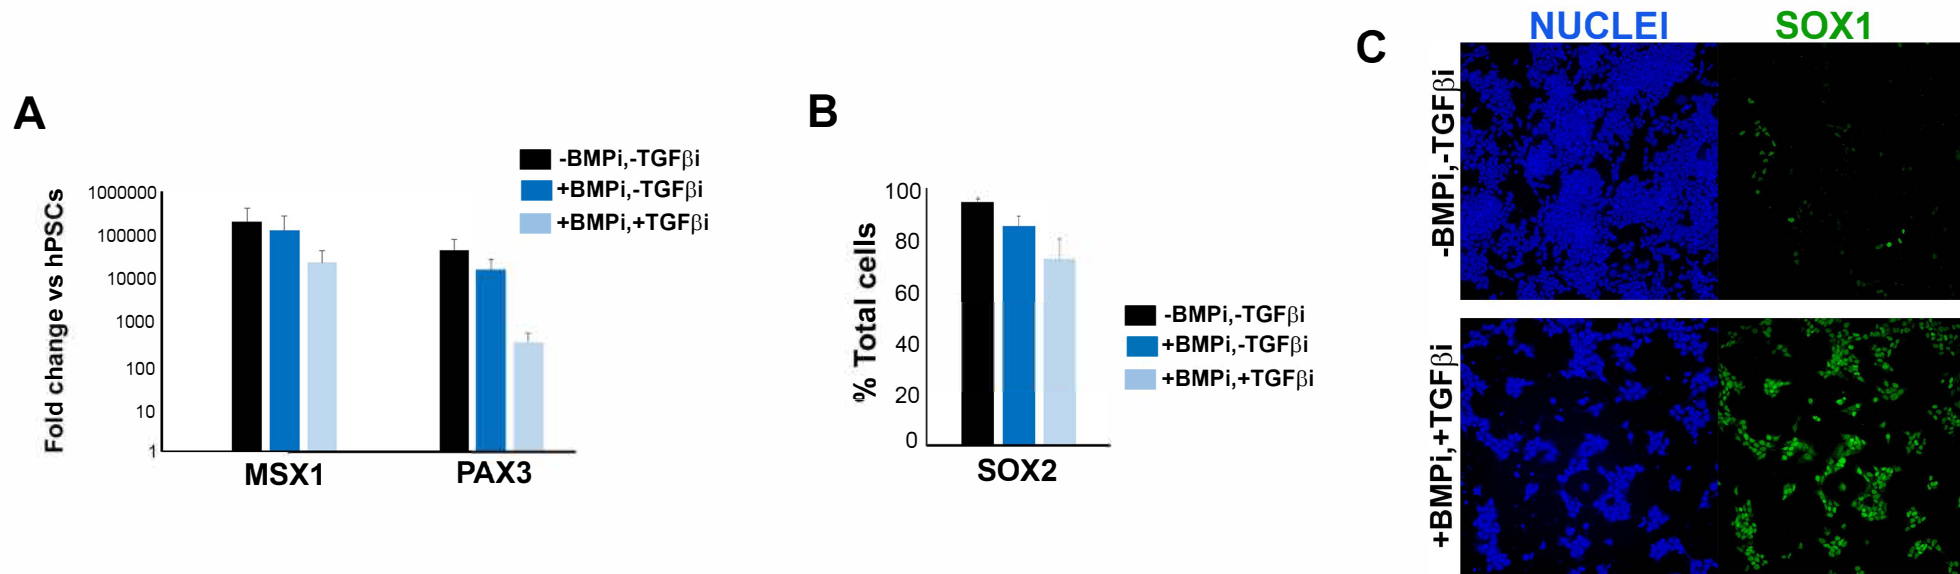 A
Fold change vs hPSCs
1000000
100000
10000
1000
100
10
1
MSX1
PAX3
-BMPi,-TGFβi
+BMPi,-TGFβi
+BMPi,+TGFβi
B
% Total cells
100
80
60
40
20
0
SOX2
-BMPi,-TGFβi
+BMPi,-TGFβi
+BMPi,+TGFβi
C
NUCLEI
SOX1
-BMPi,-TGFβi
+BMPi,+TGFβi